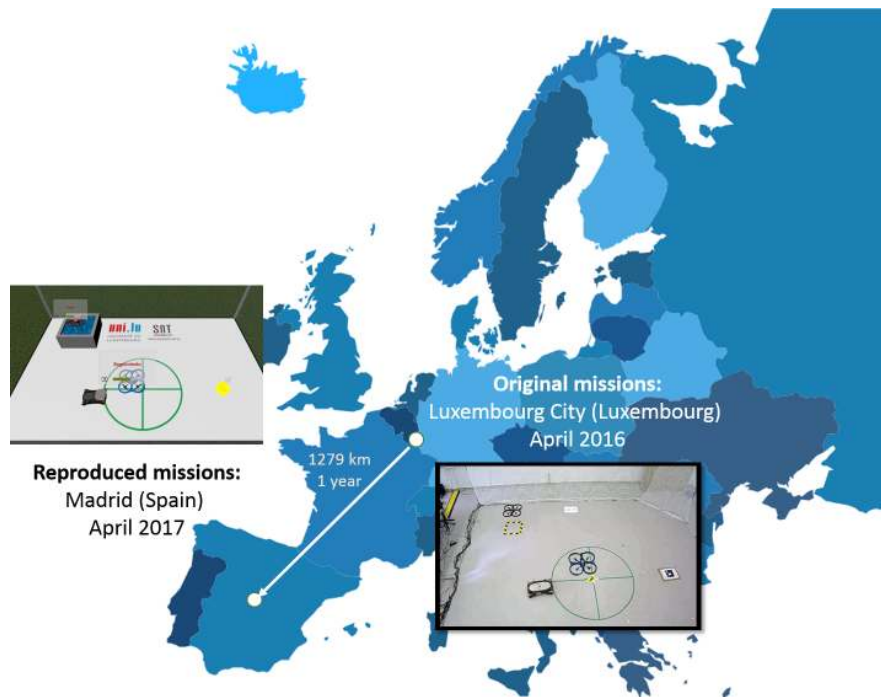 uni.lu
SNT
Original missions:
Luxembourg City (Luxembourg)
April 2016
1279 km
1 year
Reproduced missions:
Madrid (Spain)
April 2017